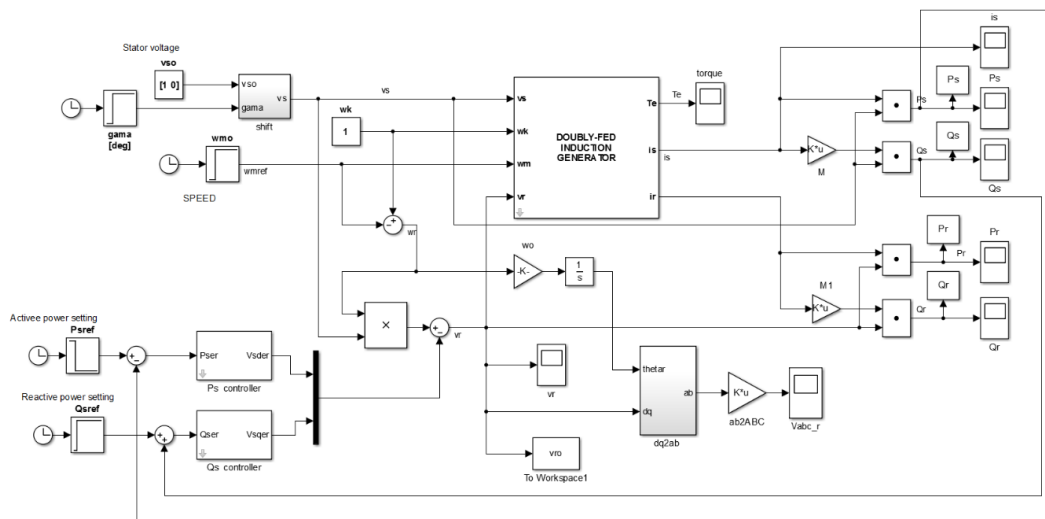 Stator voltage
vso
[1 0]
vso
gama
vs
shift
gama
[deg]
vs
wk
1
wmo
wmref
SPEED
vs
wk
wm
vr
DOUBLY-FED
INDUCTION
GENERATOR
Te
is
ir
Te
torque
is
is
Ps
Ps
Ps
K*u
M
Qs
Qs
Qs
wr
wo
-K-
1
s
Pr
Pr
Pr
M1
K*u
Qr
Qr
Qr
×
vr
vr
vro
To Workspace1
thetar
dq
ab
dq2ab
K*u
ab2ABC
Vabc_r
Activee power setting
Psref
Pser
Vsder
Ps controller
Reactive power setting
Qsref
Qser
Vsqer
Qs controller